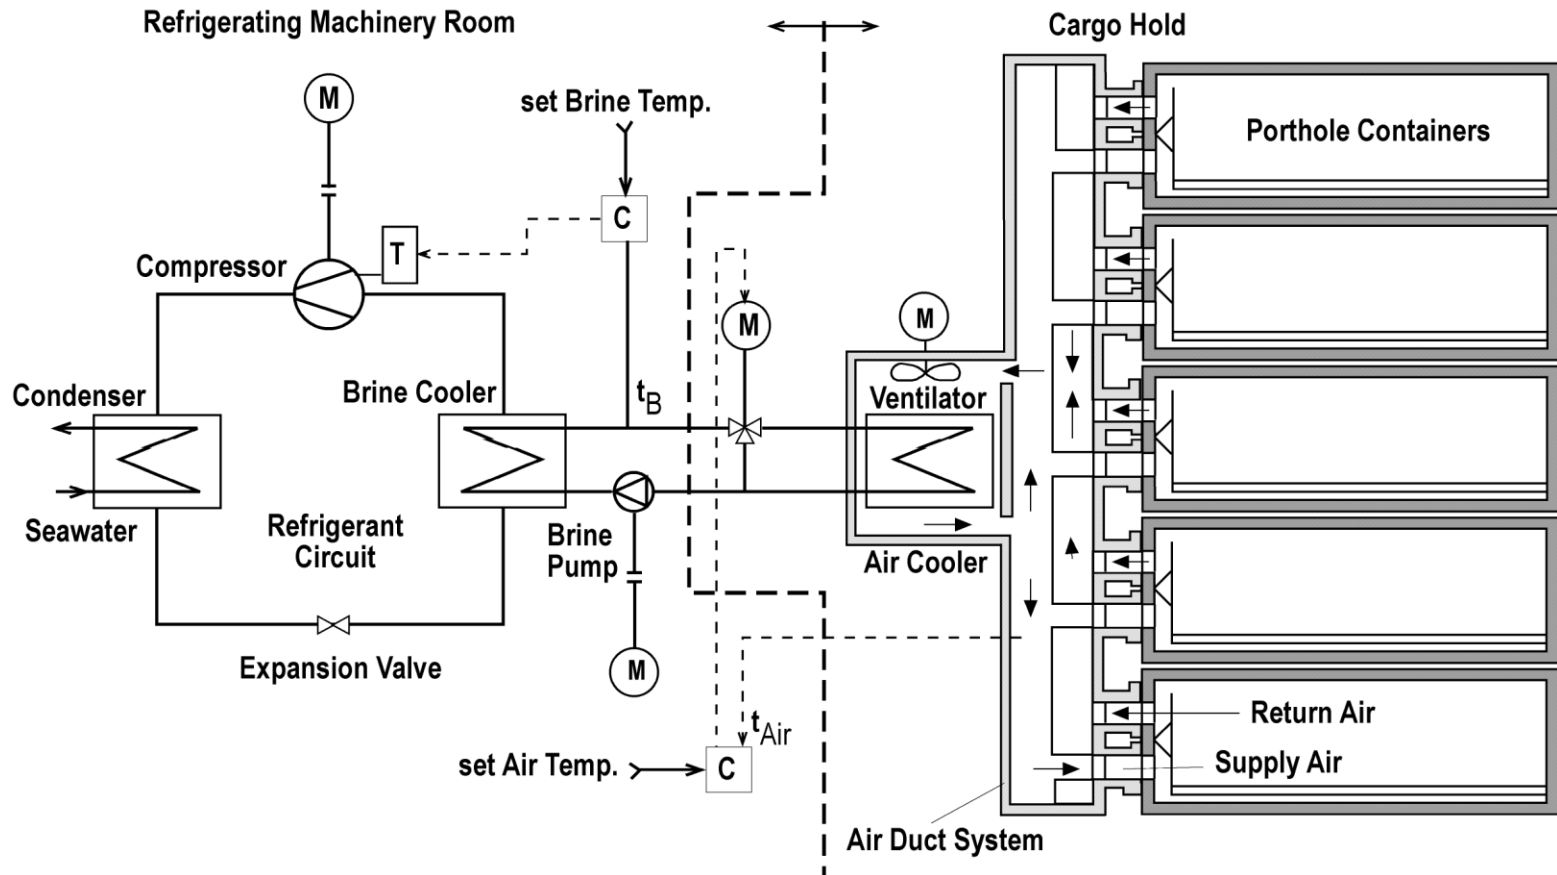 Refrigerating Machinery Room
Cargo Hold
M
set Brine Temp.
Porthole Containers
C
T
Compressor
M
M
Condenser
Brine Cooler
tB
Ventilator
Seawater
Refrigerant
Circuit
Brine
Pump
Air Cooler
Expansion Valve
M
Return Air
tAir
set Air Temp.
C
Supply Air
Air Duct System